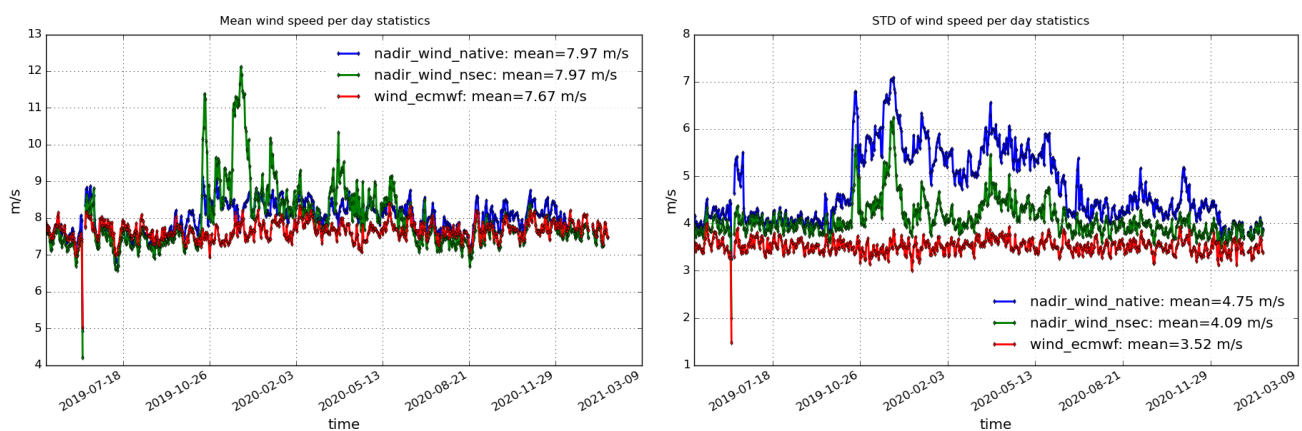 Mean wind speed per day statistics
13
12
11
10
9
8
7
6
5
4
m/s
nadir_wind_native: mean=7.97 m/s
nadir_wind_nsec: mean=7.97 m/s
wind_ecmwf: mean=7.67 m/s
2019-07-18
2019-10-26
2020-02-03
2020-05-13
2020-08-21
2020-11-29
2021-03-09
time
STD of wind speed per day statistics
8
7
6
5
4
3
2
1
m/s
nadir_wind_native: mean=4.75 m/s
nadir_wind_nsec: mean=4.09 m/s
wind_ecmwf: mean=3.52 m/s
2019-07-18
2019-10-26
2020-02-03
2020-05-13
2020-08-21
2020-11-29
2021-03-09
time